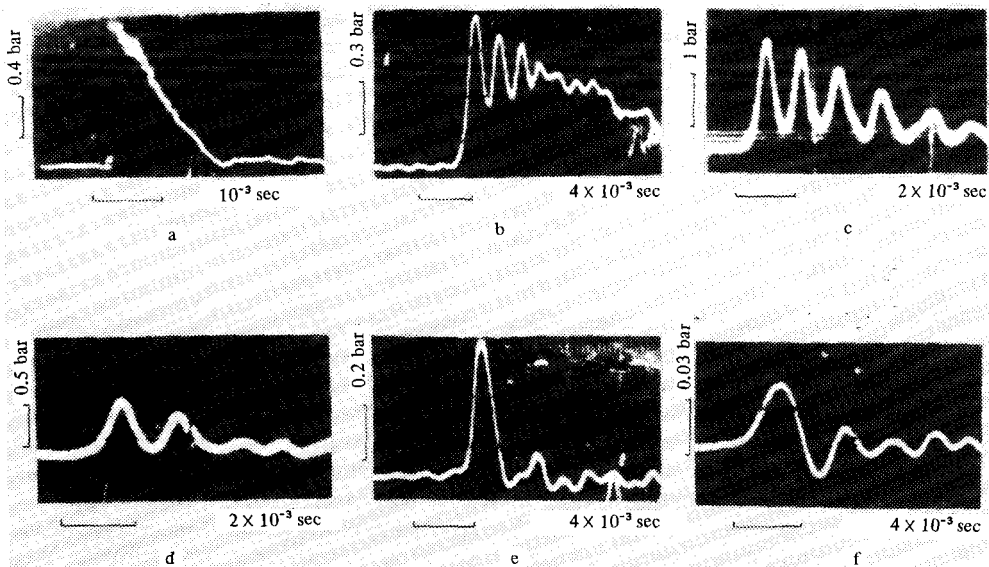 0.4 bar
10⁻³ sec
a
0.3 bar
4 × 10⁻³ sec
b
1 bar
2 × 10⁻³ sec
c
0.5 bar
2 × 10⁻³ sec
d
0.2 bar
4 × 10⁻³ sec
e
0.03 bar
4 × 10⁻³ sec
f